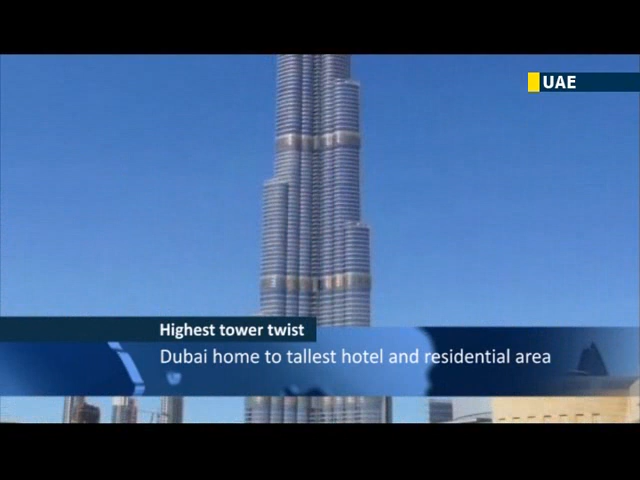 UAE
Highest tower twist
Dubai home to tallest hotel and residential area